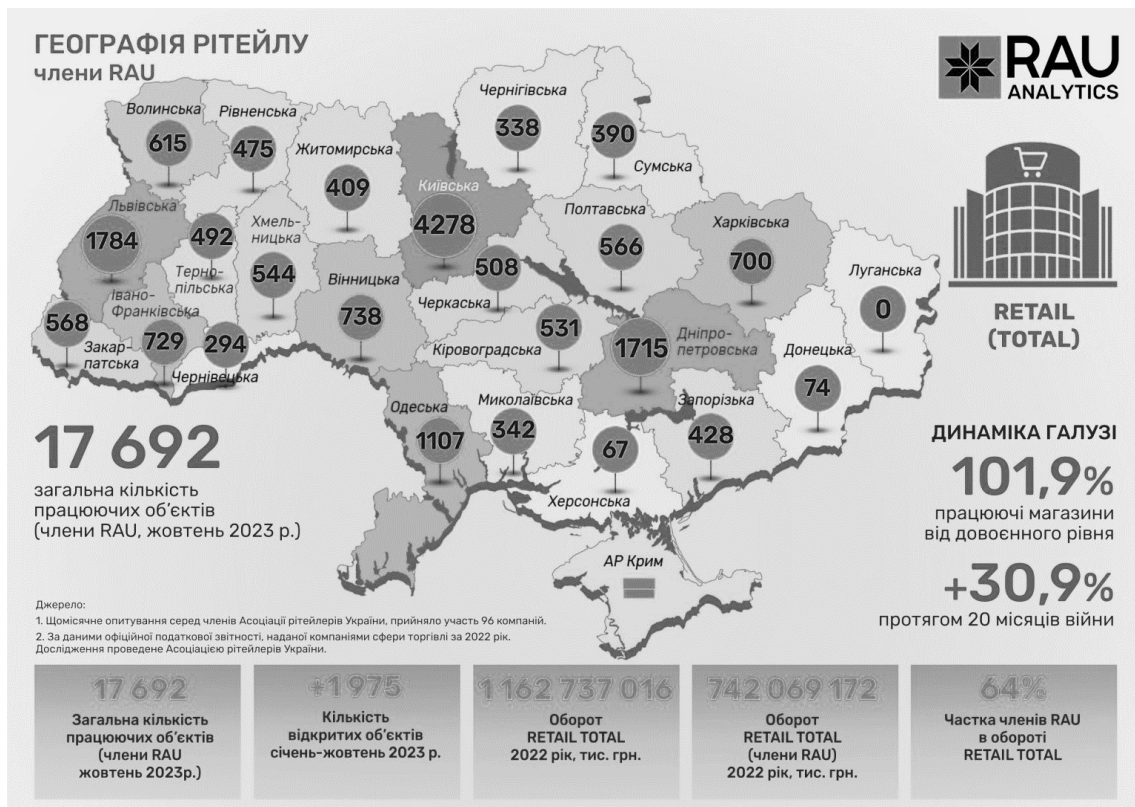 ГЕОГРАФІЯ РІТЕЙЛУ
члени RAU
RAU
ANALYTICS
Волинська
615
Рівненська
475
Житомирська
409
Київська
4278
Чернігівська
338
390
Сумська
Львівська
1784
492
Терно-
пільська
Хмель-
ницька
544
Вінницька
738
508
Черкаська
Полтавська
566
Харківська
700
Луганська
0
RETAIL
(TOTAL)
568
Закар-
патська
Івано-
Франківська
729
294
Чернівецька
531
Кіровоградська
1715
Дніпро-
петровська
Донецька
74
Одеська
1107
Миколаївська
342
67
Херсонська
Запорізька
428
АР Крим
17 692
загальна кількість
працюючих об’єктів
(члени RAU, жовтень 2023 р.)
ДИНАМІКА ГАЛУЗІ
101,9%
працюючі магазини
від довоєнного рівня
+30,9%
протягом 20 місяців війни
Джерело:
1. Щомісячне опитування серед членів Асоціації рітейлерів України, прийняло участь 96 компаній.
2. За даними офіційної податкової звітності, наданої компаніями сфери торгівлі за 2022 рік.
Дослідження проведене Асоціацією рітейлерів України.
17 692
Загальна кількість
працюючих об’єктів
(члени RAU
жовтень 2023р.)
+1 975
Кількість
відкритих об’єктів
січень-жовтень 2023 р.
1 162 737 016
Оборот
RETAIL TOTAL
2022 рік, тис. грн.
742 069 172
Оборот
RETAIL TOTAL
(члени RAU)
2022 рік, тис. грн.
64%
Частка членів RAU
в обороті
RETAIL TOTAL